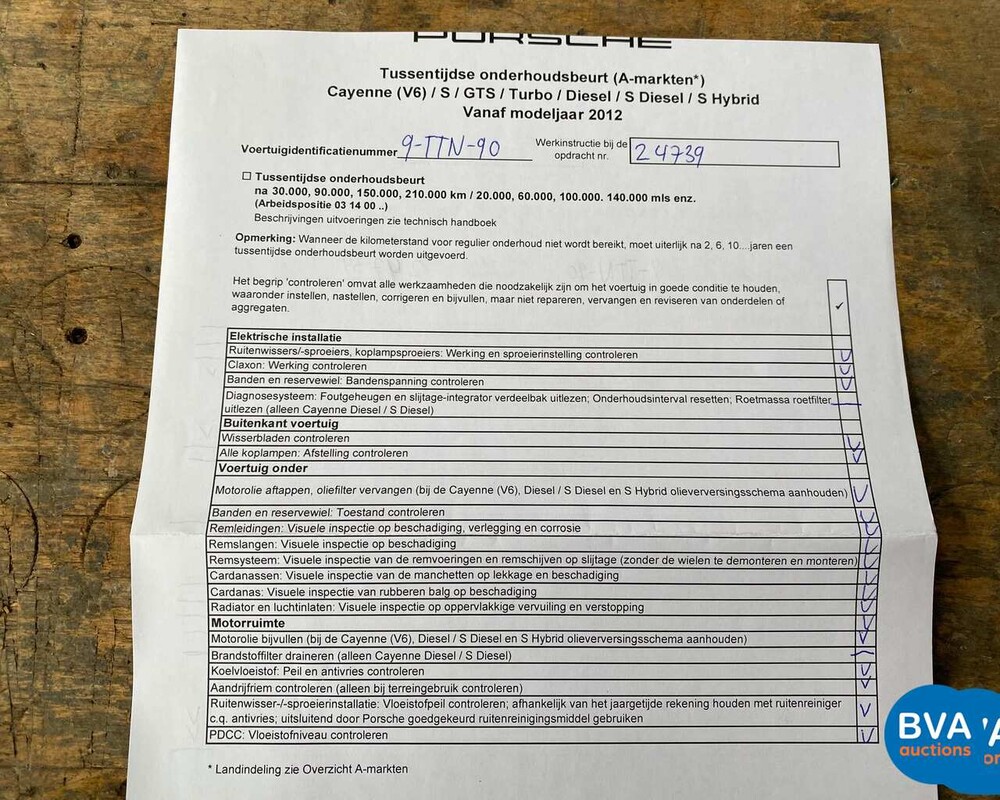 PORSCHE
Tussentijdse onderhoudsbeurt (A-markten*)
Cayenne (V6) / S / GTS / Turbo / Diesel / S Diesel / S Hybrid
Vanaf modeljaar 2012
Voertuigidentificatienummer 9-TTN-90
Werkinstructie bij de
opdracht nr. 24739
☐ Tussentijdse onderhoudsbeurt
na 30.000, 90.000, 150.000, 210.000 km / 20.000, 60.000, 100.000. 140.000 mls enz.
(Arbeidspositie 03 14 00 ..)
Beschrijvingen uitvoeringen zie technisch handboek
Opmerking: Wanneer de kilometerstand voor regulier onderhoud niet wordt bereikt, moet uiterlijk na 2, 6, 10....jaren een
tussentijdse onderhoudsbeurt worden uitgevoerd.
Het begrip 'controleren' omvat alle werkzaamheden die noodzakelijk zijn om het voertuig in goede conditie te houden,
waaronder instellen, nastellen, corrigeren en bijvullen, maar niet repareren, vervangen en reviseren van onderdelen of
aggregaten. ✓
Elektrische installatie
Ruitenwissers/-sproeiers, koplampsproeiers: Werking en sproeierinstelling controleren
Claxon: Werking controleren
Banden en reservewiel: Bandenspanning controleren
Diagnosesysteem: Foutgeheugen en slijtage-integrator verdeelbak uitlezen; Onderhoudsinterval resetten; Roetmassa roetfilter
uitlezen (alleen Cayenne Diesel / S Diesel)
Buitenkant voertuig
Wisserbladen controleren
Alle koplampen: Afstelling controleren
Voertuig onder
Motorolie aftappen, oliefilter vervangen (bij de Cayenne (V6), Diesel / S Diesel en S Hybrid olieverversingsschema aanhouden)
Banden en reservewiel: Toestand controleren
Remleidingen: Visuele inspectie op beschadiging, verlegging en corrosie
Remslangen: Visuele inspectie op beschadiging
Remsysteem: Visuele inspectie van de remvoeringen en remschijven op slijtage (zonder de wielen te demonteren en monteren)
Cardanassen: Visuele inspectie van de manchetten op lekkage en beschadiging
Cardanas: Visuele inspectie van rubberen balg op beschadiging
Radiator en luchtinlaten: Visuele inspectie op oppervlakkige vervuiling en verstopping
Motorruimte
Motorolie bijvullen (bij de Cayenne (V6), Diesel / S Diesel en S Hybrid olieverversingsschema aanhouden)
Brandstoffilter draineren (alleen Cayenne Diesel / S Diesel)
Koelvloeistof: Peil en antivries controleren
Aandrijfriem controleren (alleen bij terreingebruik controleren)
Ruitenwisser-/-sproeierinstallatie: Vloeistofpeil controleren; afhankelijk van het jaargetijde rekening houden met ruitenreiniger
c.q. antivries; uitsluitend door Porsche goedgekeurd ruitenreinigingsmiddel gebruiken
PDCC: Vloeistofniveau controleren
* Landindeling zie Overzicht A-markten
BVA
auctions